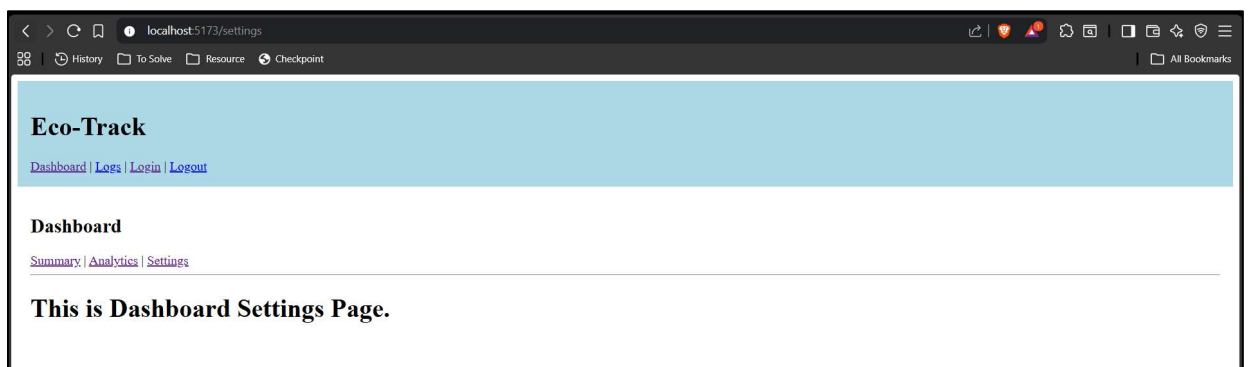 localhost:5173/settings
History To Solve Resource Checkpoint All Bookmarks
Eco-Track
Dashboard | Logs | Login | Logout
Dashboard
Summary | Analytics | Settings
This is Dashboard Settings Page.